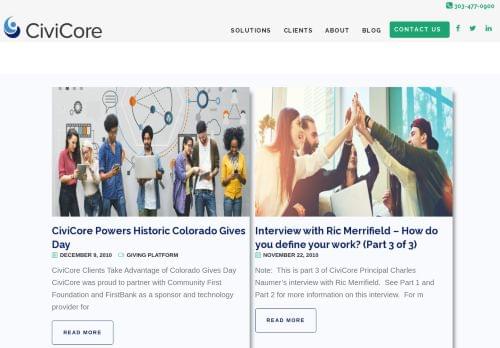 303-477-0900
CiviCore
SOLUTIONS CLIENTS ABOUT BLOG CONTACT US
CiviCore Powers Historic Colorado Gives
Day
DECEMBER 9, 2010 GIVING PLATFORM
CiviCore Clients Take Advantage of Colorado Gives Day
CiviCore was proud to partner with Community First
Foundation and FirstBank as a sponsor and technology
provider for
READ MORE
Interview with Ric Merrifield – How do
you define your work? (Part 3 of 3)
NOVEMBER 22, 2010
Note: This is part 3 of CiviCore Principal Charles
Naumer's interview with Ric Merrifield. See Part 1 and
Part 2 for more information on this interview. For m
READ MORE